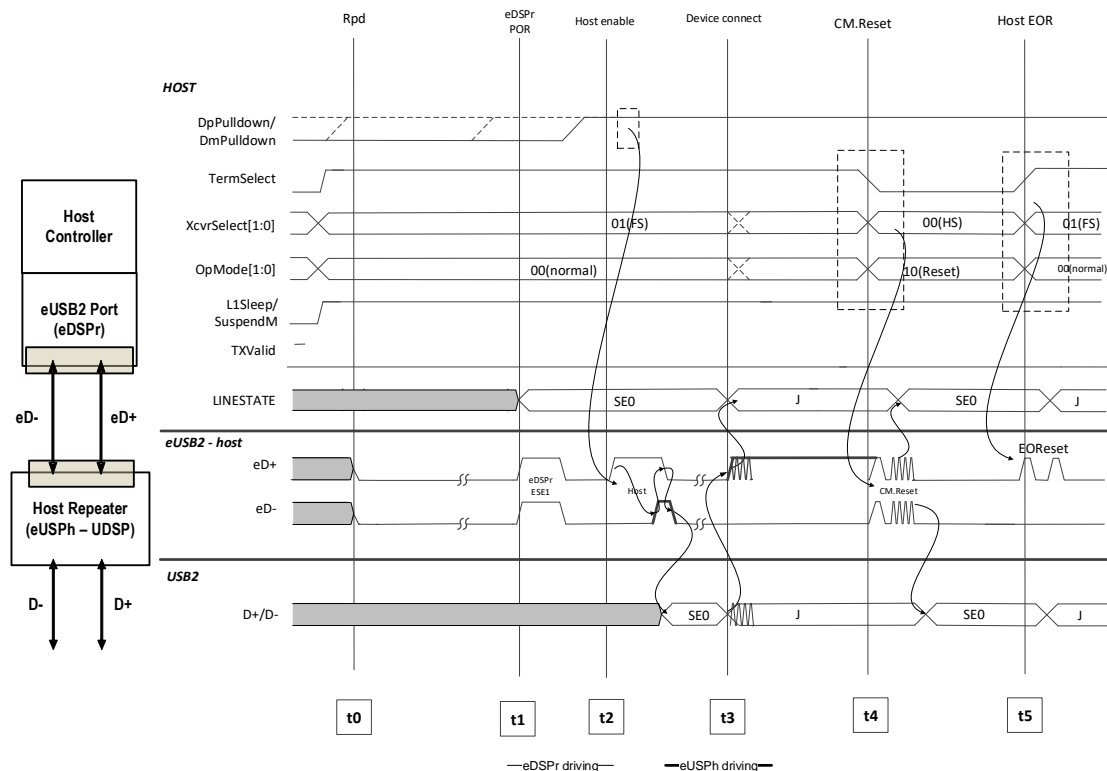 Rpd
eDSPr
POR
Host enable
Device connect
CM.Reset
Host EOR
HOST
DpPulldown/
DmPulldown
TermSelect
XcvrSelect[1:0]
01(FS)
00(HS)
01(FS)
OpMode[1:0]
00(normal)
10(Reset)
00(normal)
L1Sleep/
SuspendM
TXValid
LINESTATE
SE0
J
SE0
J
eUSB2 - host
eD+
eDSPr
ESE1
Host
EOReset
eD-
CM.Reset
USB2
D+/D-
SE0
J
SE0
J
t0
t1
t2
t3
t4
t5
eDSPr driving
eUSPh driving
Host
Controller
eUSB2 Port
(eDSPr)
eD-
eD+
Host Repeater
(eUSPh – UDSP)
D-
D+